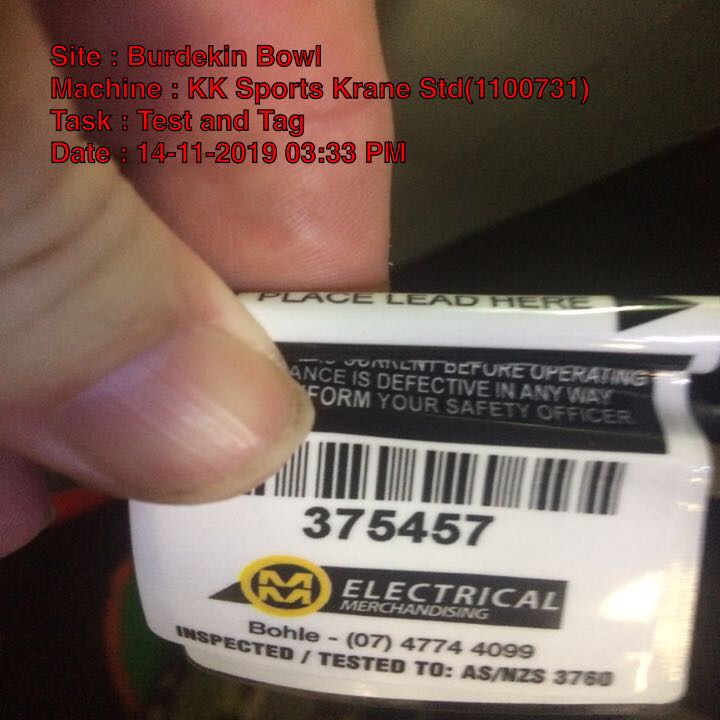 Site : Burdekin Bowl
Machine : KK Sports Krane Std(1100731)
Task : Test and Tag
Date : 14-11-2019 03:33 PM
PLACE LEAD HERE
CURRENT BEFORE OPERATING
ANCE IS DEFECTIVE IN ANY WAY
FORM YOUR SAFETY OFFICER
375457
MM ELECTRICAL
MERCHANDISING
Bohle - (07) 4774 4099
INSPECTED / TESTED TO: AS/NZS 3760